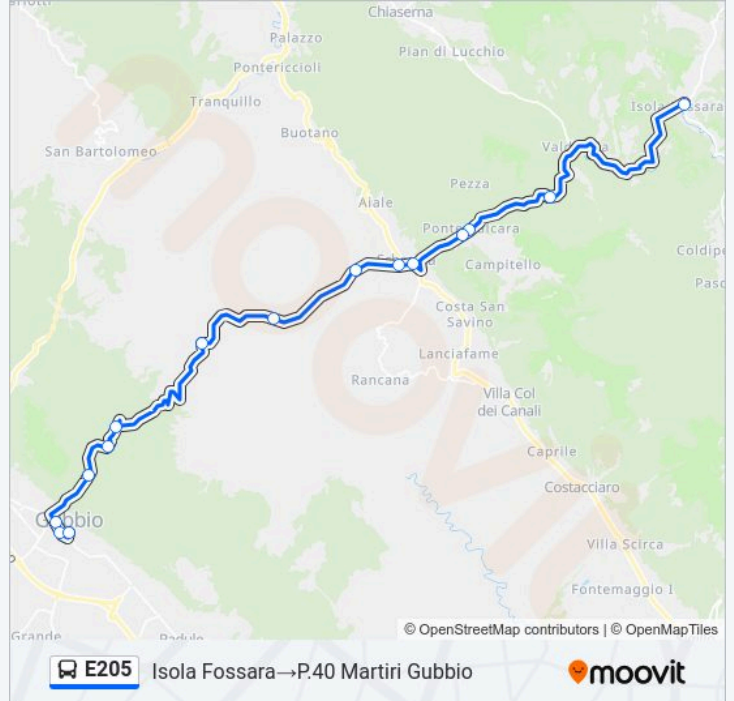 Chiaserna
Palazzo
Pian di Lucchio
Pontericcioli
Tranquillo
Isola Fossara
Buotano
San Bartolomeo
Pezza
Aiale
Campitello
Costa San
Savino
Lanciafame
Rancana
Villa Col
dei Canali
Caprile
Costacciaro
Gubbio
Villa Scirca
Fontemaggio I
Grande
Padule
moovit
© OpenStreetMap contributors | © OpenMapTiles
E205 Isola Fossara→P.40 Martiri Gubbio moovit